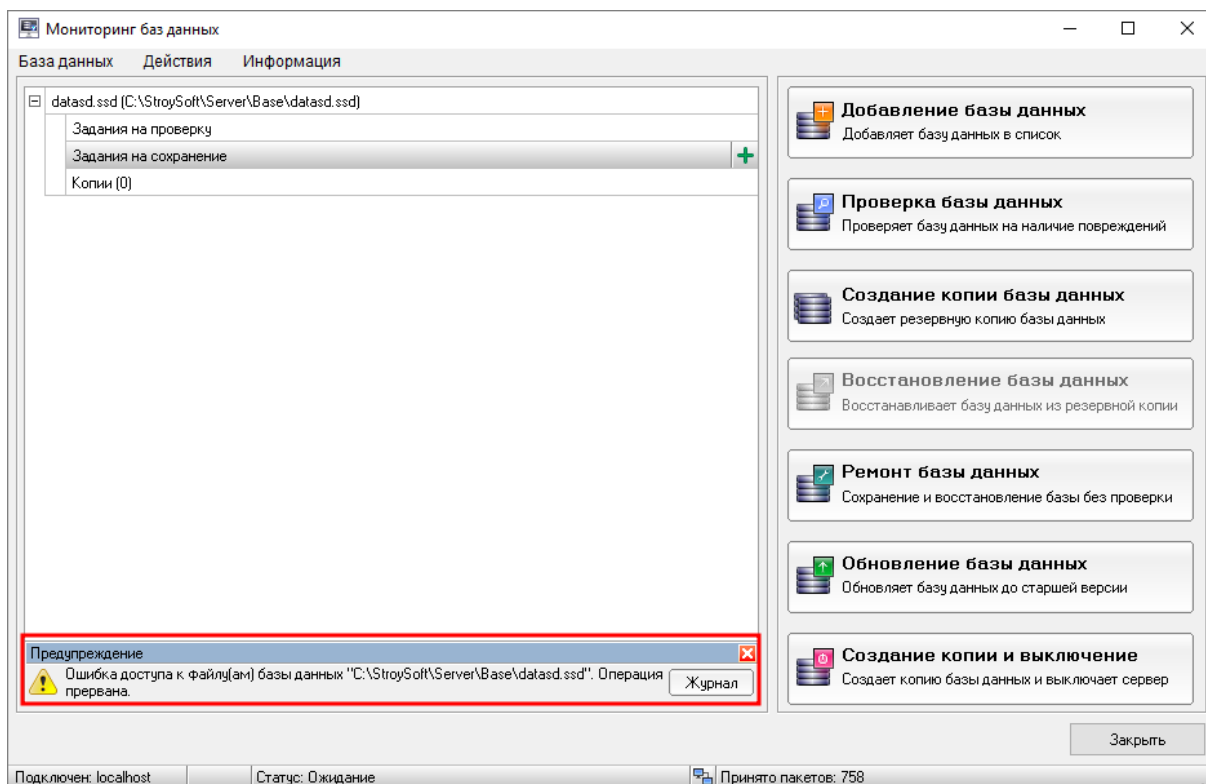 Мониторинг баз данных
База данных Действия Информация
datasd.ssd (C:\StroySoft\Server\Base\datasd.ssd)
Задания на проверку
Задания на сохранение
Копии (0)
Предупреждение
Ошибка доступа к файлу(ам) базы данных "C:\StroySoft\Server\Base\datasd.ssd". Операция
прервана.
Журнал
Добавление базы данных
Добавляет базу данных в список
Проверка базы данных
Проверяет базу данных на наличие повреждений
Создание копии базы данных
Создает резервную копию базы данных
Восстановление базы данных
Восстанавливает базу данных из резервной копии
Ремонт базы данных
Сохранение и восстановление базы без проверки
Обновление базы данных
Обновляет базу данных до старшей версии
Создание копии и выключение
Создает копию базы данных и выключает сервер
Закрыть
Подключен: localhost Статус: Ожидание Принято пакетов: 758